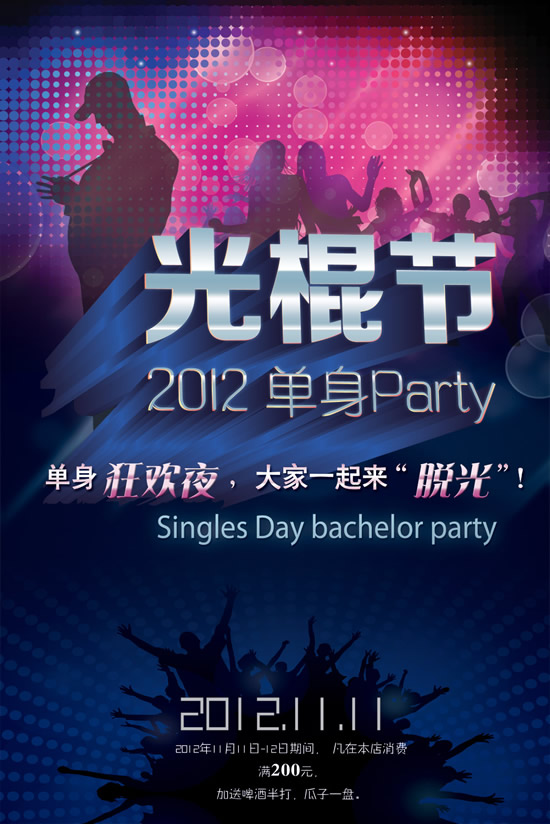 光棍节
2012 单身Party
单身 狂欢夜 ，大家一起来“ 脱光 ”！
Singles Day bachelor party
2012.11.11
2012年11月11日-12日期间， 凡在本店消费
满200元，
加送啤酒半打，瓜子一盘。